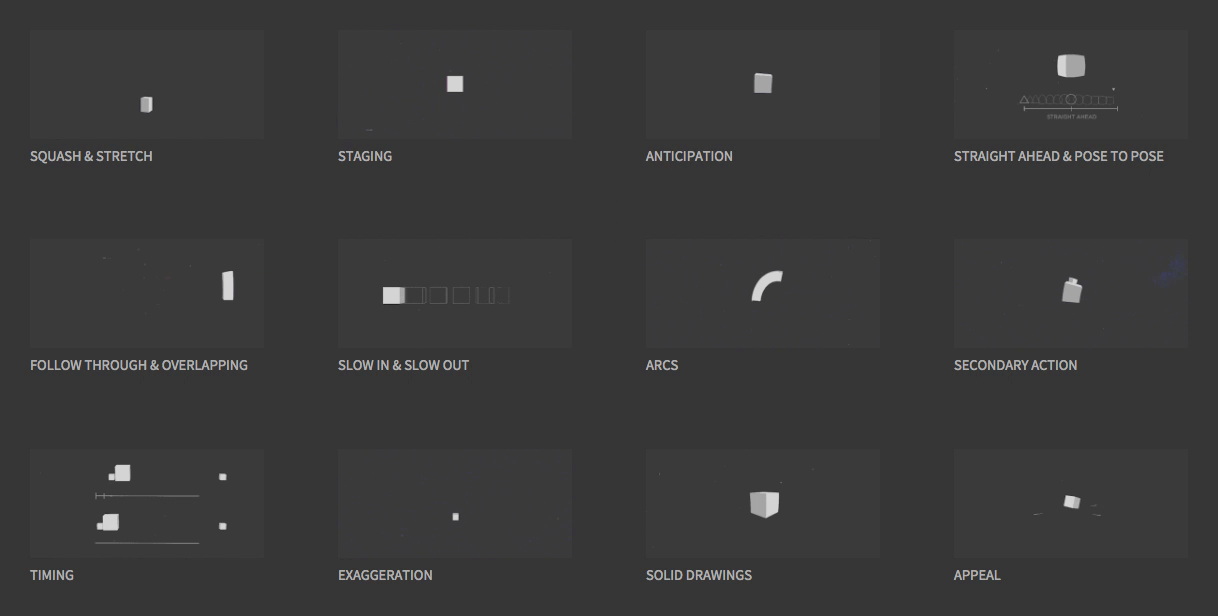 STRAIGHT AHEAD
SQUASH & STRETCH
STAGING
ANTICIPATION
STRAIGHT AHEAD & POSE TO POSE
FOLLOW THROUGH & OVERLAPPING
SLOW IN & SLOW OUT
ARCS
SECONDARY ACTION
TIMING
EXAGGERATION
SOLID DRAWINGS
APPEAL